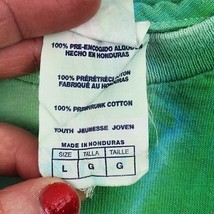 100% PRE-ENCOGIDO ALGODO
HECHO EN HONDURAS
100% PRÉRÉTRÉCI COTON
FABRIQUÉ AU HONDURAS
100% PRESHRUNK COTTON
YOUTH JEUNESSE JOVEN
MADE IN HONDURAS
SIZE TALLA TAILLE
L G G